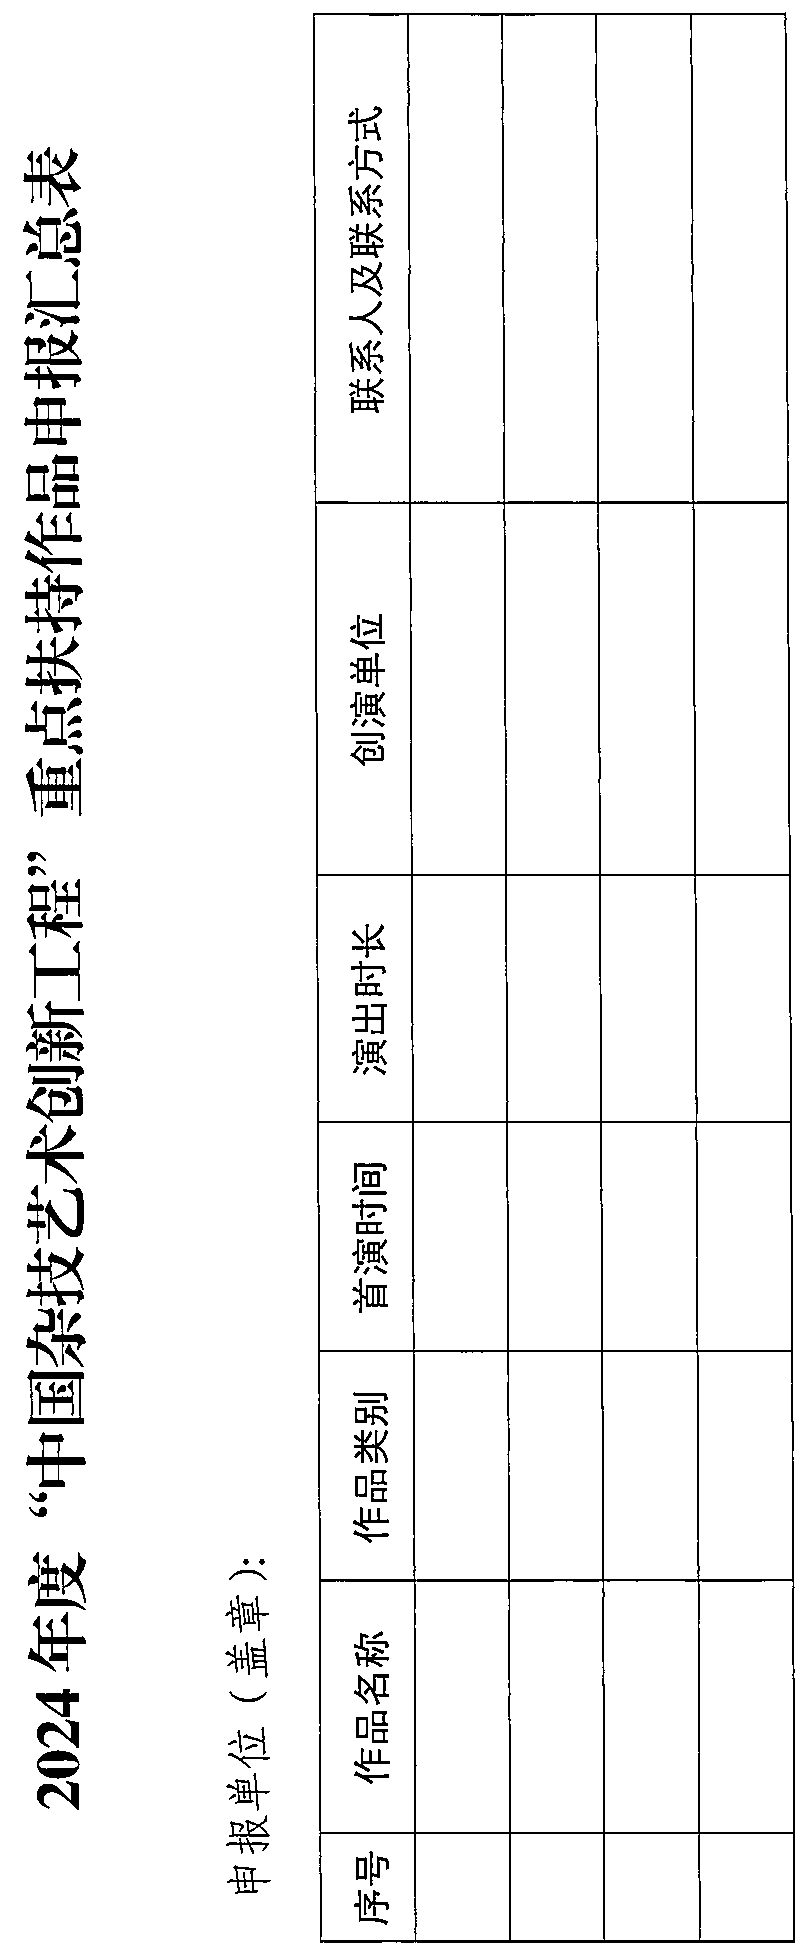 2024年度“中国杂技艺术创新工程”重点扶持作品申报汇总表
申报单位（盖章）：
序号 作品名称 作品类别 首演时间 演出时长 创演单位 联系人及联系方式